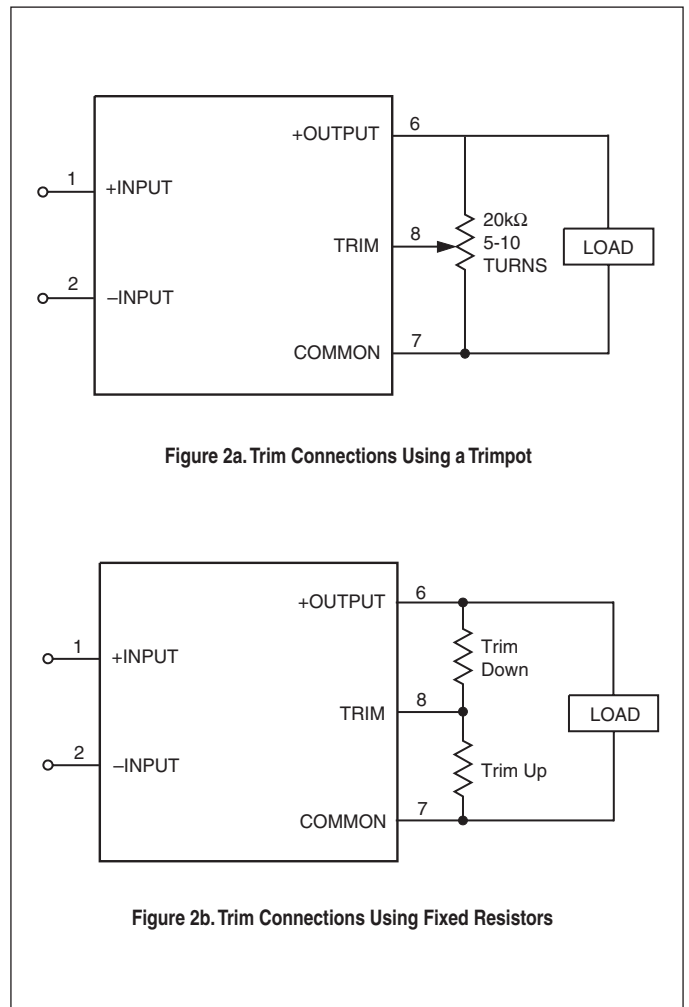 6
+OUTPUT
1
+INPUT
20kΩ
5-10
TURNS
8
TRIM
LOAD
2
–INPUT
7
COMMON
Figure 2a. Trim Connections Using a Trimpot
6
+OUTPUT
1
+INPUT
Trim
Down
8
TRIM
LOAD
2
–INPUT
Trim Up
7
COMMON
Figure 2b. Trim Connections Using Fixed Resistors